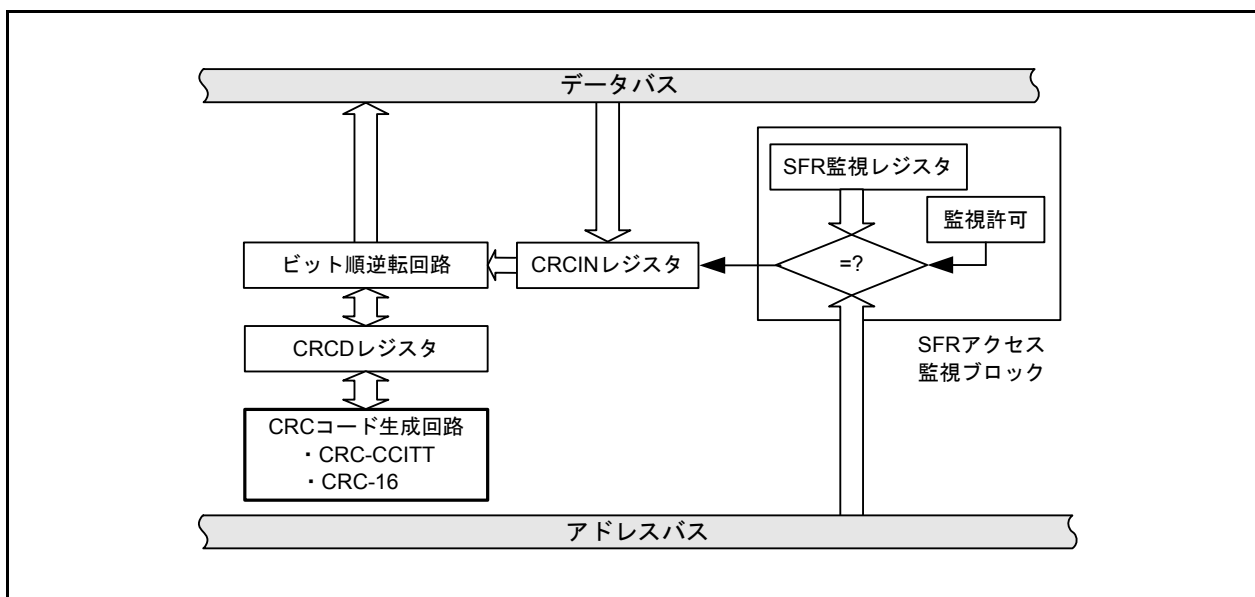 データバス
SFR監視レジスタ
監視許可
ビット順逆転回路
CRCINレジスタ
=?
CRCDレジスタ
SFRアクセス
監視ブロック
CRCコード生成回路
・CRC-CCITT
・CRC-16
アドレスバス